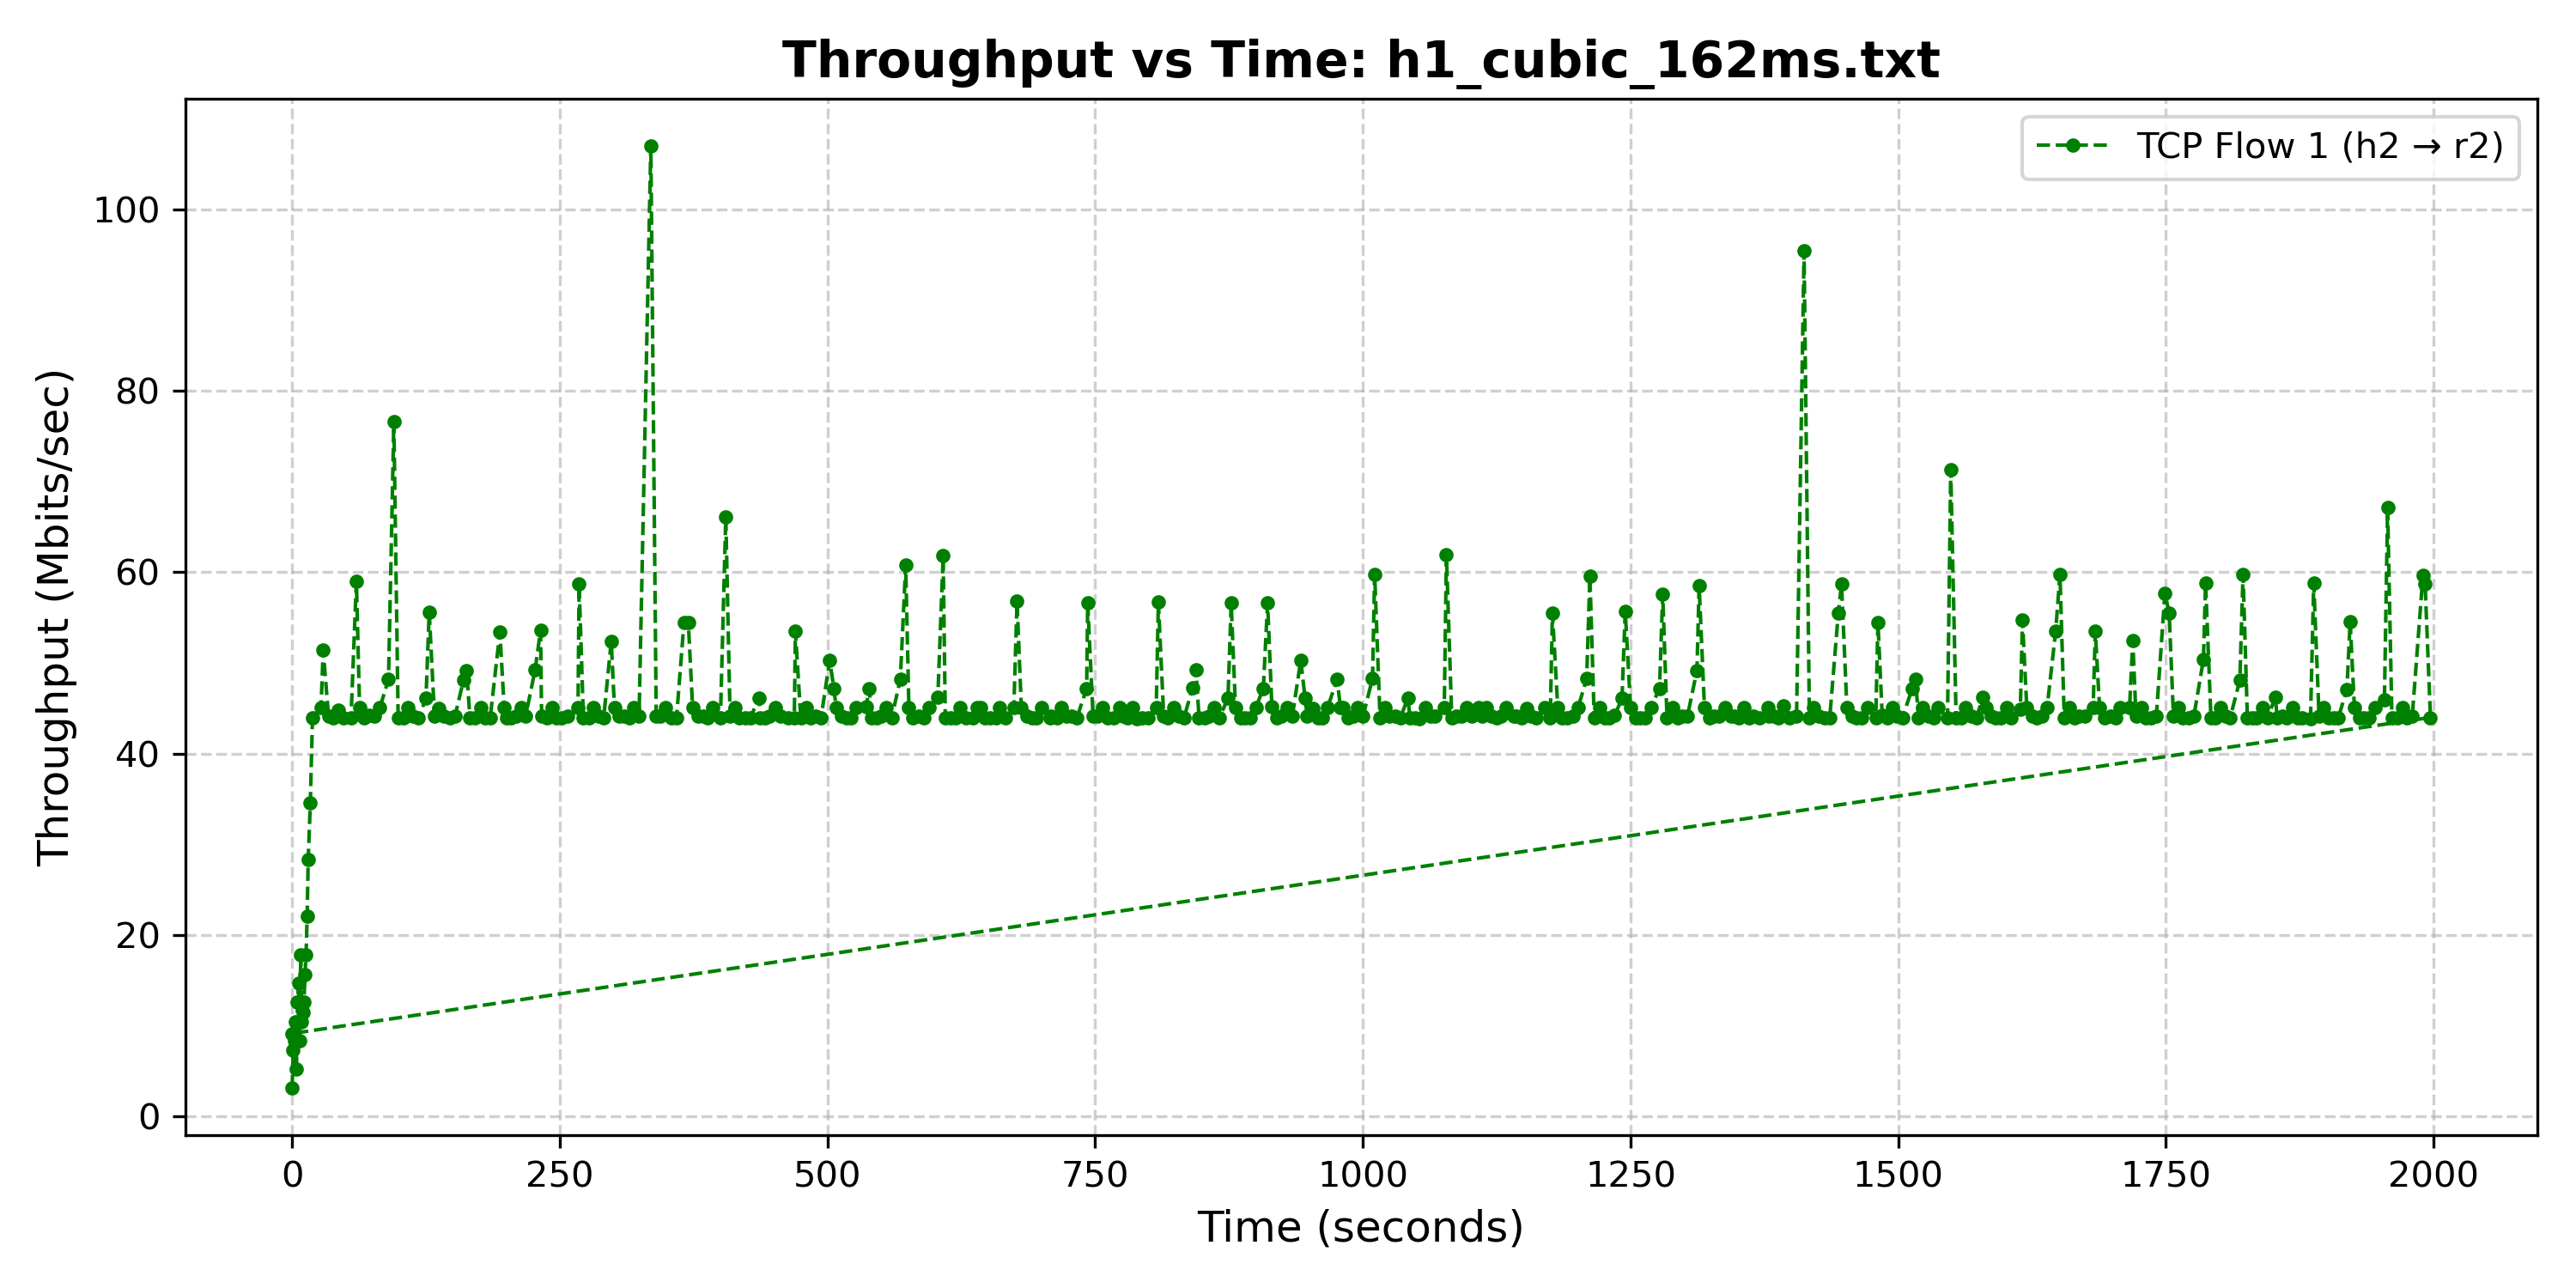 Throughput vs Time: h1_cubic_162ms.txt
TCP Flow 1 (h2 → r2)
Throughput (Mbits/sec)
100
80
60
40
20
0
0 250 500 750 1000 1250 1500 1750 2000
Time (seconds)